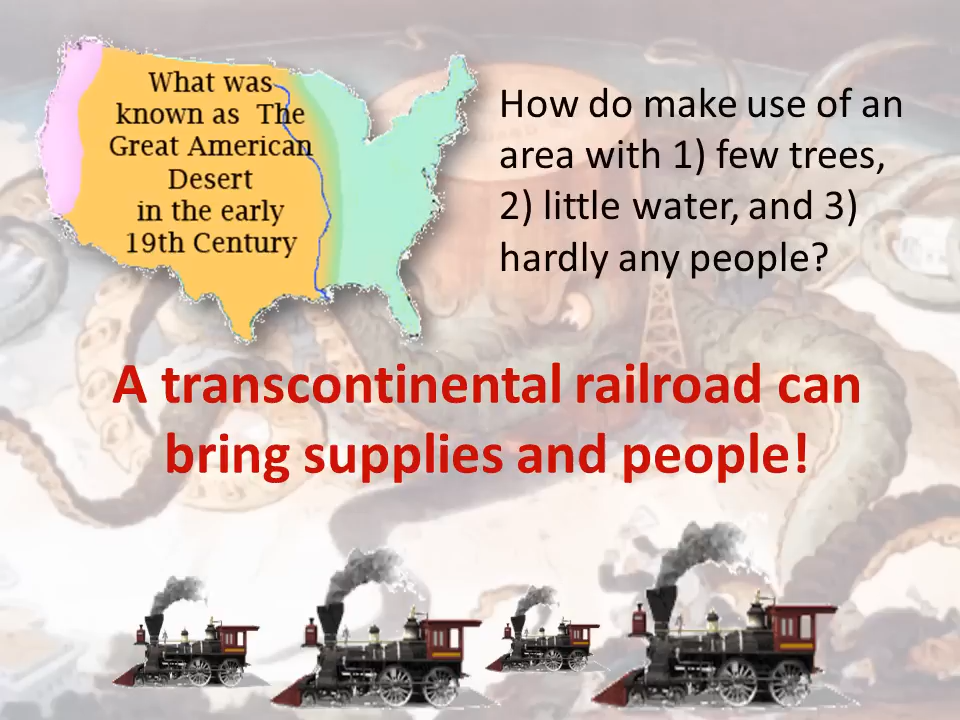 What was
known as The
Great American
Desert
in the early
19th Century
How do make use of an
area with 1) few trees,
2) little water, and 3)
hardly any people?
A transcontinental railroad can
bring supplies and people!